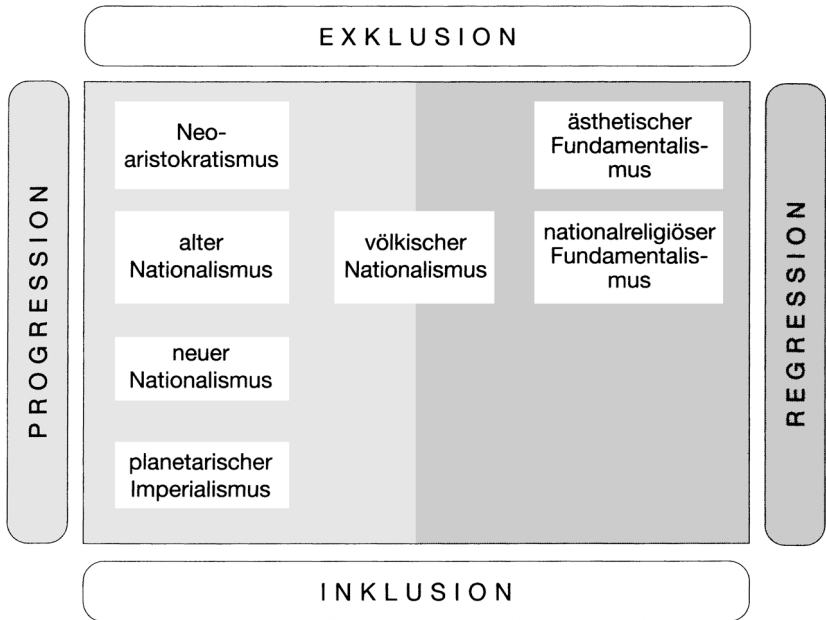 EXKLUSION
PROGRESSION
Neo-
aristokratismus
ästhetischer
Fundamentalis-
mus
alter
Nationalismus
völkischer
Nationalismus
nationalreligiöser
Fundamentalis-
mus
neuer
Nationalismus
planetarischer
Imperialismus
REGRESSION
INKLUSION